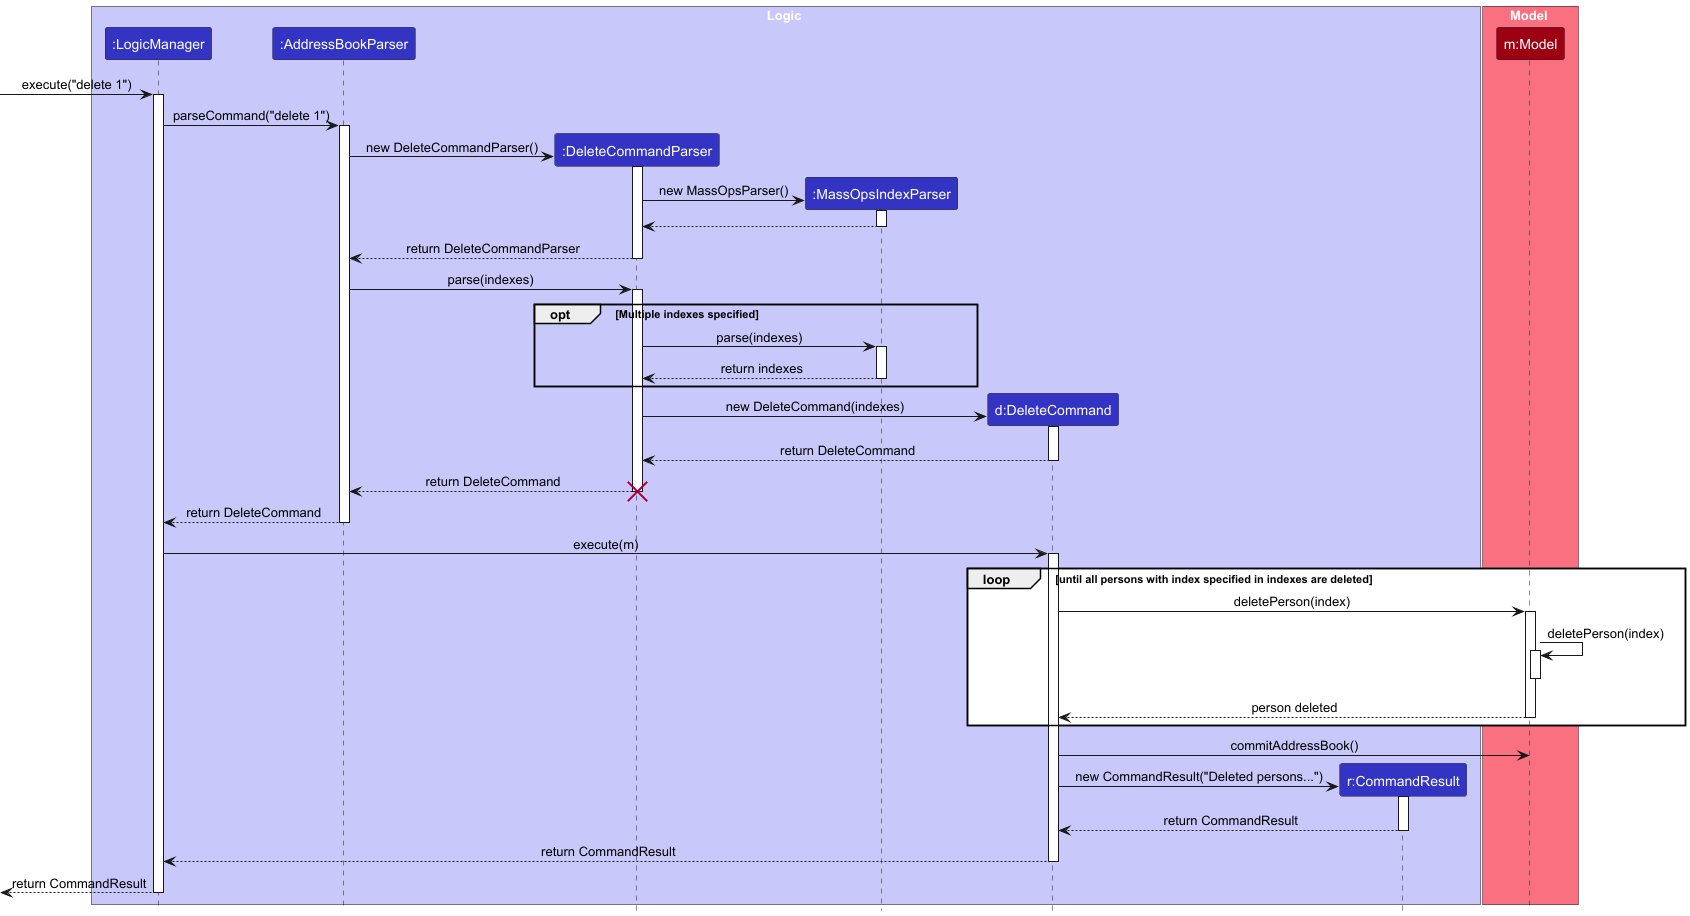 Logic
Model
:LogicManager
:AddressBookParser
m:Model
execute("delete 1")
parseCommand("delete 1")
new DeleteCommandParser()
:DeleteCommandParser
new MassOpsParser()
:MassOpsIndexParser
return DeleteCommandParser
parse(indexes)
opt
[Multiple indexes specified]
parse(indexes)
return indexes
new DeleteCommand(indexes)
d:DeleteCommand
return DeleteCommand
return DeleteCommand
return DeleteCommand
execute(m)
loop
[until all persons with index specified in indexes are deleted]
deletePerson(index)
deletePerson(index)
person deleted
commitAddressBook()
new CommandResult("Deleted persons...")
r:CommandResult
return CommandResult
return CommandResult
return CommandResult